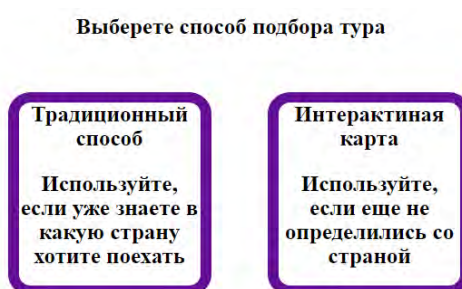 Выберете способ подбора тура
Традиционный
способ
Используйте,
если уже знаете в
какую страну
хотите поехать
Интерактиная
карта
Используйте,
если еще не
определились со
страной